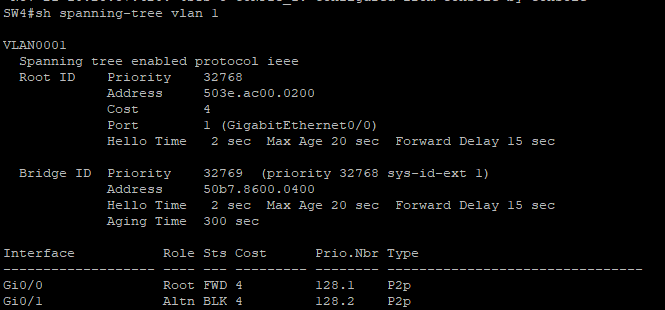 SW4#sh spanning-tree vlan 1
VLAN0001
Spanning tree enabled protocol ieee
Root ID Priority 32768
Address 503e.ac00.0200
Cost 4
Port 1 (GigabitEthernet0/0)
Hello Time 2 sec Max Age 20 sec Forward Delay 15 sec
Bridge ID Priority 32769 (priority 32768 sys-id-ext 1)
Address 50b7.8600.0400
Hello Time 2 sec Max Age 20 sec Forward Delay 15 sec
Aging Time 300 sec
Interface Role Sts Cost Prio.Nbr Type
------------------- ---- --- --------- -------- --------------------------------
Gi0/0 Root FWD 4 128.1 P2p
Gi0/1 Altn BLK 4 128.2 P2p